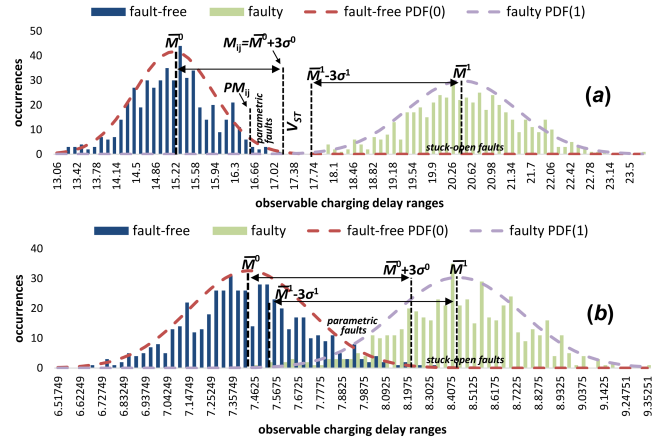 fault-free faulty fault-free PDF(0) faulty PDF(1)
occurrences
50
40
30
20
10
0
M̅⁰
Mij=M̅⁰+3σ⁰
M̅¹-3σ¹
M̅¹
(a)
PMij
parametric faults
VST
stuck-open faults
13.06 13.42 13.78 14.14 14.5 14.86 15.22 15.58 15.94 16.3 16.66 17.02 17.38 17.74 18.1 18.46 18.82 19.18 19.54 19.9 20.26 20.62 20.98 21.34 21.7 22.06 22.42 22.78 23.14 23.5
observable charging delay ranges
fault-free faulty fault-free PDF(0) faulty PDF(1)
occurrences
40
30
20
10
0
M̅⁰
M̅⁰+3σ⁰
M̅¹
M̅¹-3σ¹
(b)
parametric
faults
stuck-open faults
6.51749 6.62249 6.72749 6.83249 6.93749 7.04249 7.14749 7.25249 7.35749 7.4625 7.5675 7.6725 7.7775 7.8825 7.9875 8.0925 8.1975 8.3025 8.4075 8.5125 8.6175 8.7225 8.8275 8.9325 9.0375 9.1425 9.24751 9.35251
observable charging delay ranges